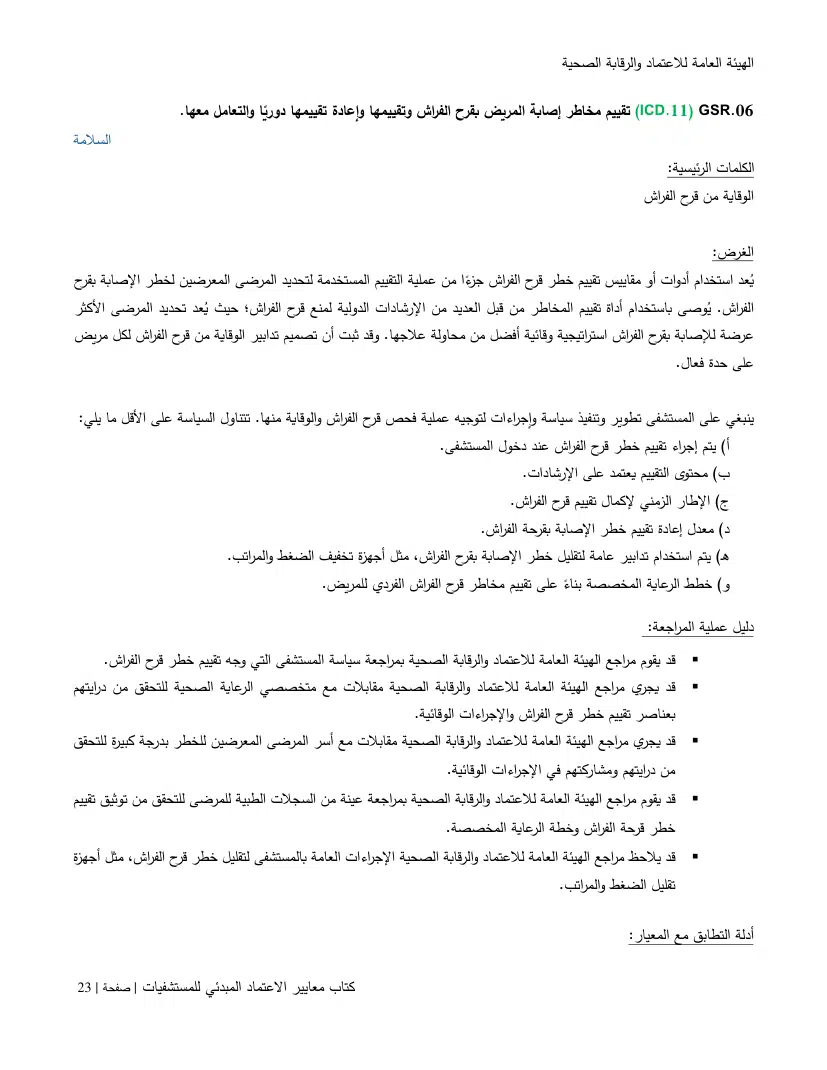 الهيئة العامة للاعتماد والرقابة الصحية
GSR.06 (ICD.11) تقييم مخاطر إصابة المريض بقرح الفراش وتقييمها وإعادة تقييمها دوريًا والتعامل معها.
السلامة
الكلمات الرئيسية:
الوقاية من قرح الفراش
الغرض:
يُعد استخدام أدوات أو مقاييس تقييم خطر قرح الفراش جزءًا من عملية التقييم المستخدمة لتحديد المرضى المعرضين لخطر الإصابة بقرح
الفراش. يُوصى باستخدام أداة تقييم المخاطر من قبل العديد من الإرشادات الدولية لمنع قرح الفراش؛ حيث يُعد تحديد المرضى الأكثر
عرضة للإصابة بقرح الفراش استراتيجية وقائية أفضل من محاولة علاجها. وقد ثبت أن تصميم تدابير الوقاية من قرح الفراش لكل مريض
على حدة فعال.
ينبغي على المستشفى تطوير وتنفيذ سياسة وإجراءات لتوجيه عملية فحص قرح الفراش والوقاية منها. تتناول السياسة على الأقل ما يلي:
أ) يتم إجراء تقييم خطر قرح الفراش عند دخول المستشفى.
ب) محتوى التقييم يعتمد على الإرشادات.
ج) الإطار الزمني لإكمال تقييم قرح الفراش.
د) معدل إعادة تقييم خطر الإصابة بقرحة الفراش.
ه) يتم استخدام تدابير عامة لتقليل خطر الإصابة بقرح الفراش، مثل أجهزة تخفيف الضغط والمراتب.
و) خطط الرعاية المخصصة بناءً على تقييم مخاطر قرح الفراش الفردي للمريض.
دليل عملية المراجعة:
▪ قد يقوم مراجع الهيئة العامة للاعتماد والرقابة الصحية بمراجعة سياسة المستشفى التي وجه تقييم خطر قرح الفراش.
▪ قد يجري مراجع الهيئة العامة للاعتماد والرقابة الصحية مقابلات مع متخصصي الرعاية الصحية للتحقق من درايتهم
بعناصر تقييم خطر قرح الفراش والإجراءات الوقائية.
▪ قد يجري مراجع الهيئة العامة للاعتماد والرقابة الصحية مقابلات مع أسر المرضى المعرضين للخطر بدرجة كبيرة للتحقق
من درايتهم ومشاركتهم في الإجراءات الوقائية.
▪ قد يقوم مراجع الهيئة العامة للاعتماد والرقابة الصحية بمراجعة عينة من السجلات الطبية للمرضى للتحقق من توثيق تقييم
خطر قرحة الفراش وخطة الرعاية المخصصة.
▪ قد يلاحظ مراجع الهيئة العامة للاعتماد والرقابة الصحية الإجراءات العامة بالمستشفى لتقليل خطر قرح الفراش، مثل أجهزة
تقليل الضغط والمراتب.
أدلة التطابق مع المعيار:
كتاب معايير الاعتماد المبدئي للمستشفيات | صفحة | 23